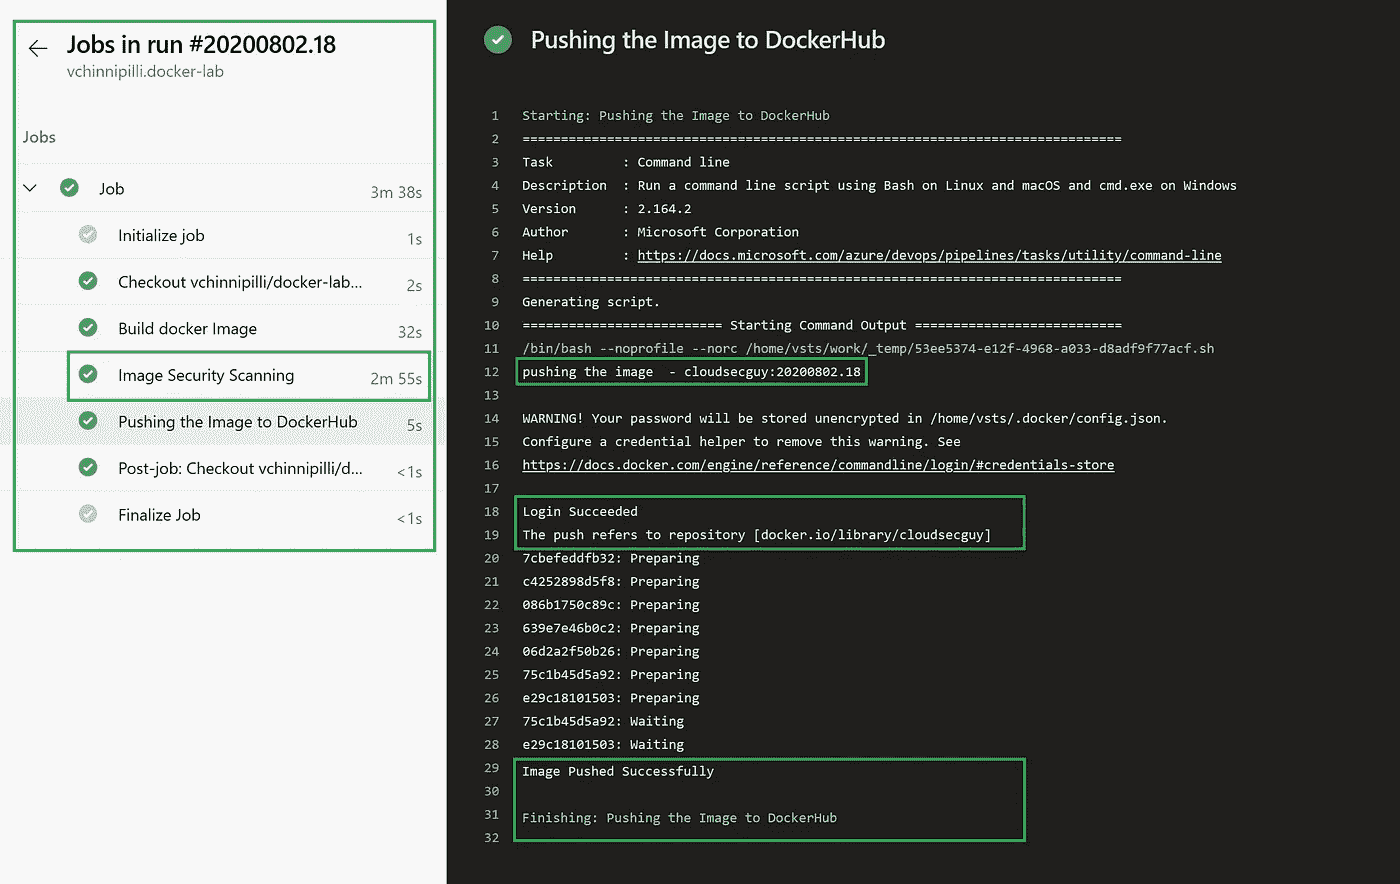 Jobs in run #20200802.18
vchinnipilli.docker-lab
Jobs
Job 3m 38s
Initialize job 1s
Checkout vchinnipilli/docker-lab... 2s
Build docker Image 32s
Image Security Scanning 2m 55s
Pushing the Image to DockerHub 5s
Post-job: Checkout vchinnipilli/d... <1s
Finalize Job <1s
Pushing the Image to DockerHub
1 Starting: Pushing the Image to DockerHub
2 ==============================================================================
3 Task : Command line
4 Description : Run a command line script using Bash on Linux and macOS and cmd.exe on Windows
5 Version : 2.164.2
6 Author : Microsoft Corporation
7 Help : https://docs.microsoft.com/azure/devops/pipelines/tasks/utility/command-line
8 ==============================================================================
9 Generating script.
10 ========================== Starting Command Output ===========================
11 /bin/bash --noprofile --norc /home/vsts/work/_temp/53ee5374-e12f-4968-a033-d8adf9f77acf.sh
12 pushing the image - cloudsecguy:20200802.18
13
14 WARNING! Your password will be stored unencrypted in /home/vsts/.docker/config.json.
15 Configure a credential helper to remove this warning. See
16 https://docs.docker.com/engine/reference/commandline/login/#credentials-store
17
18 Login Succeeded
19 The push refers to repository [docker.io/library/cloudsecguy]
20 7cbefeddfb32: Preparing
21 c4252898d5f8: Preparing
22 086b1750c89c: Preparing
23 639e7e46b0c2: Preparing
24 06d2a2f50b26: Preparing
25 75c1b45d5a92: Preparing
26 e29c18101503: Preparing
27 75c1b45d5a92: Waiting
28 e29c18101503: Waiting
29 Image Pushed Successfully
30
31 Finishing: Pushing the Image to DockerHub
32